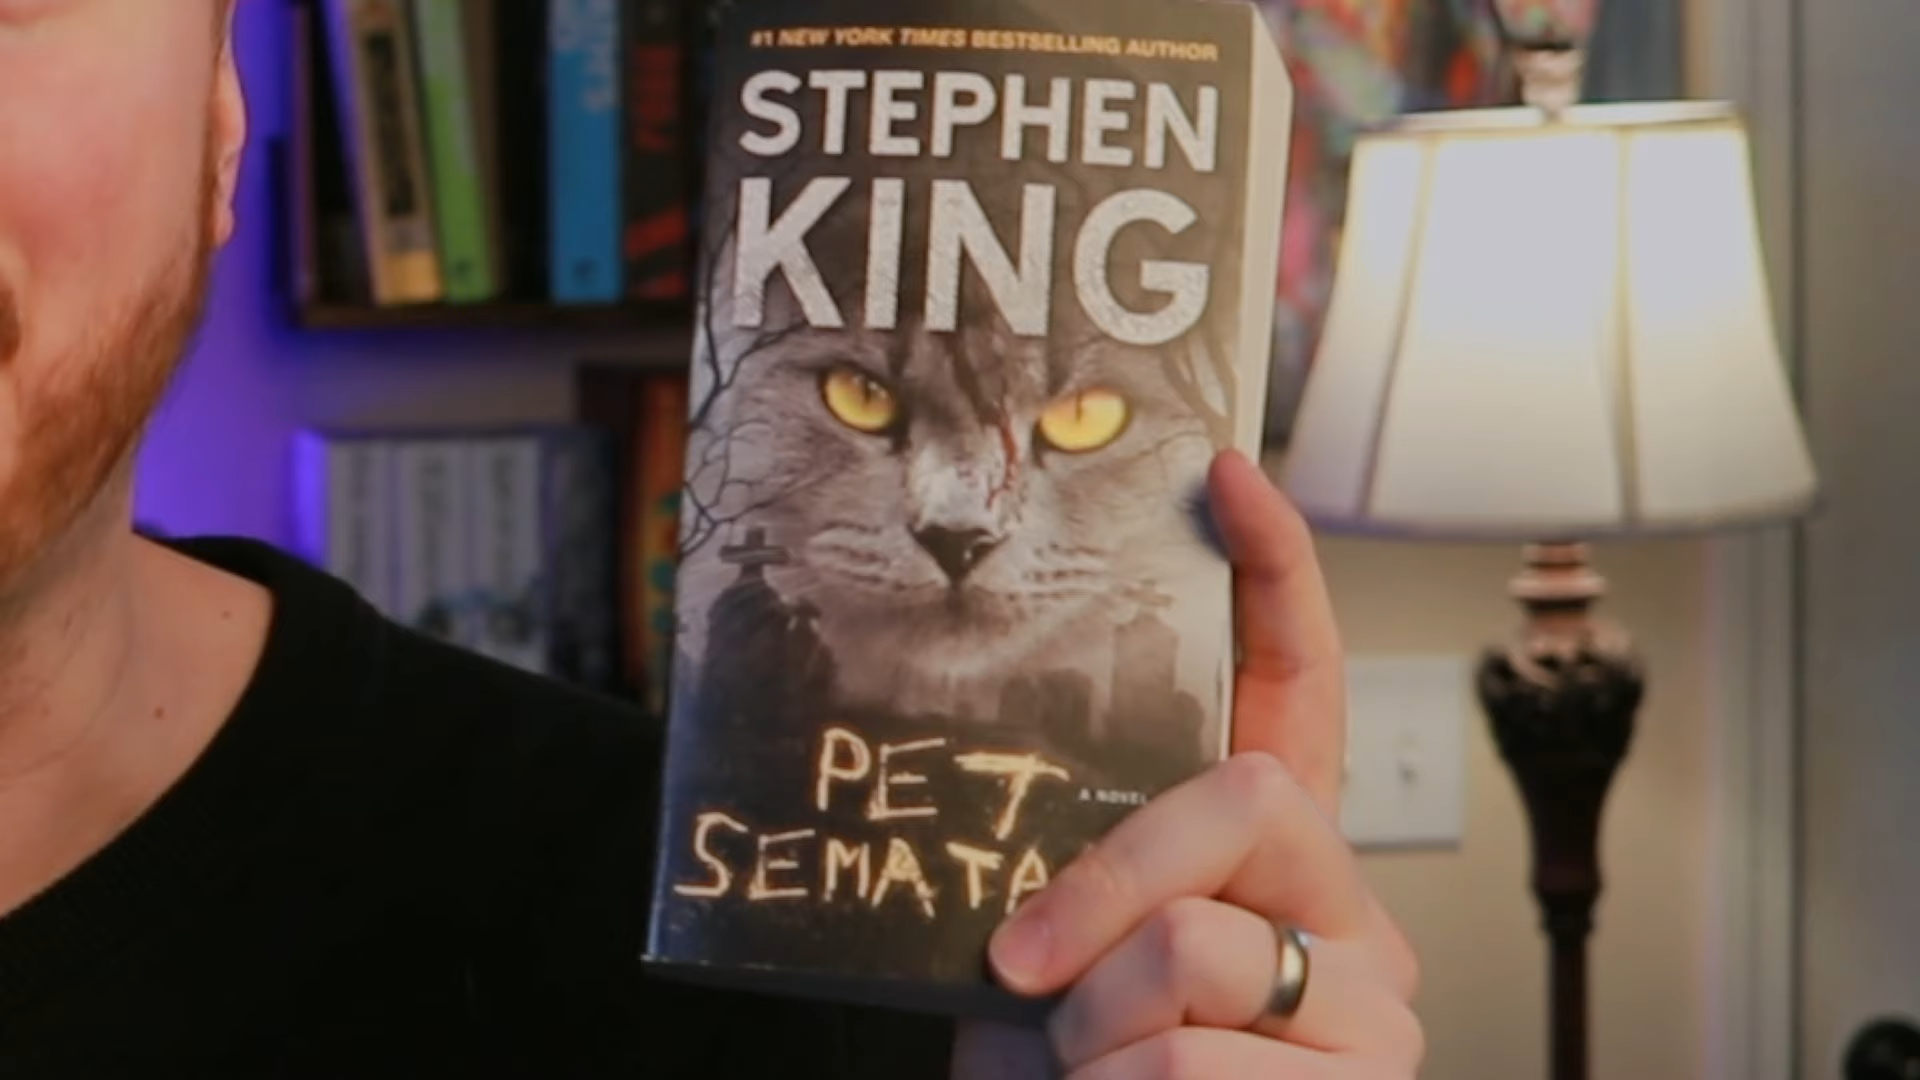 #1 NEW YORK TIMES BESTSELLING AUTHOR
STEPHEN
KING
PET
A NOVEL
SEMATA